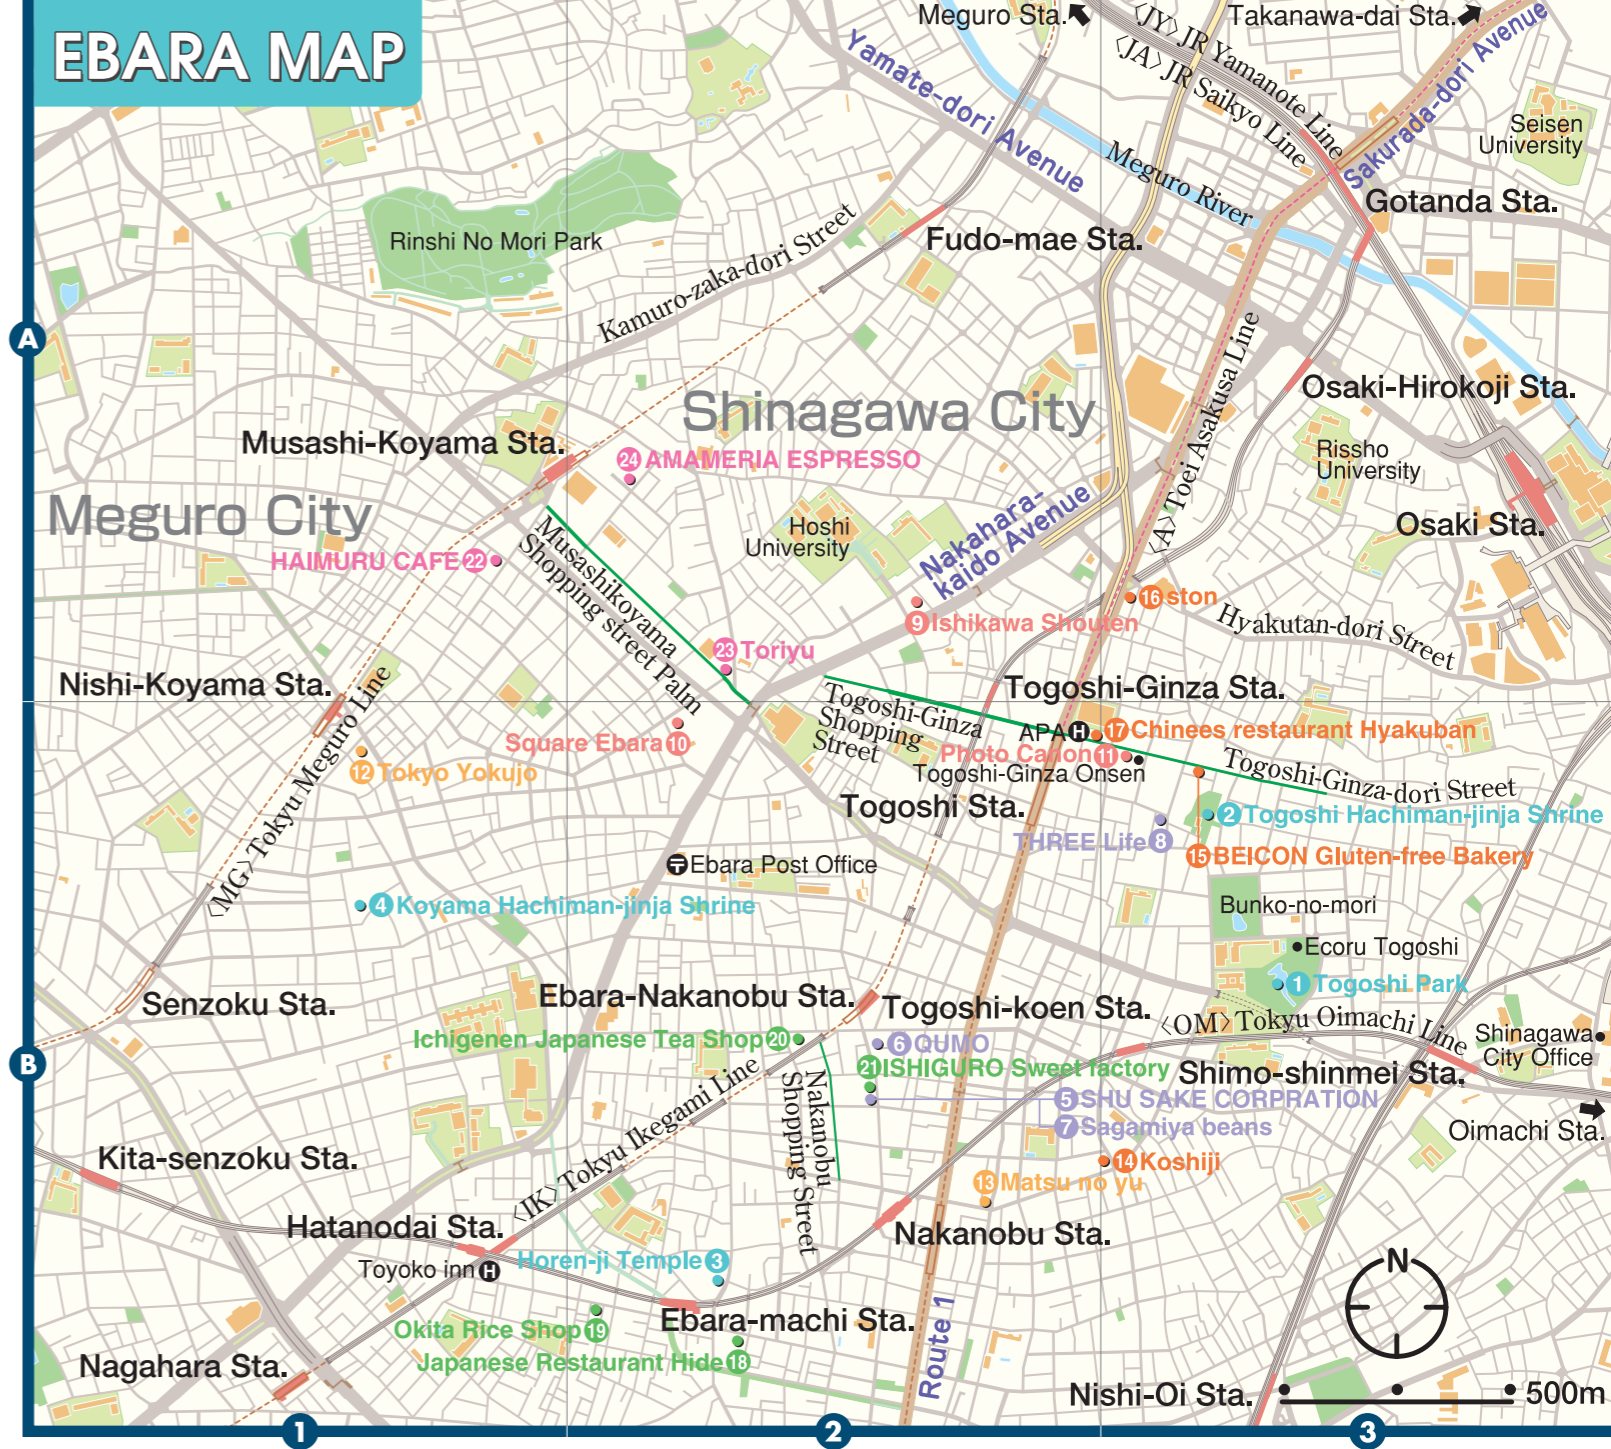 EBARA MAP
Meguro Sta.
〈JY〉JR Yamanote Line
〈JA〉JR Saikyo Line
Takanawa-dai Sta.
Yamate-dori Avenue
Sakurada-dori Avenue
Seisen
University
Meguro River
Gotanda Sta.
Rinshi No Mori Park
Fudo-mae Sta.
Kamuro-zaka-dori Street
A
〈A〉Toei Asakusa Line
Osaki-Hirokoji Sta.
Shinagawa City
Musashi-Koyama Sta.
24 AMAMERIA ESPRESSO
Rissho
University
Meguro City
Hoshi
University
Nakahara-
kaido Avenue
Osaki Sta.
HAIMURU CAFE 22
Musashikoyama
Shopping street Palm
16 ston
9 Ishikawa Shouten
Hyakutan-dori Street
23 Toriyu
Nishi-Koyama Sta.
Togoshi-Ginza Sta.
Togoshi-Ginza
Shopping
Street
APA H
17 Chinees restaurant Hyakuban
Square Ebara 10
Photo Canon 11
Togoshi-Ginza Onsen
12 Tokyo Yokujo
Togoshi-Ginza-dori Street
〈MG〉Tokyu Meguro Line
Togoshi Sta.
2 Togoshi Hachiman-jinja Shrine
THREE Life 8
15 BEICON Gluten-free Bakery
〒 Ebara Post Office
4 Koyama Hachiman-jinja Shrine
Bunko-no-mori
Ecoru Togoshi
1 Togoshi Park
Senzoku Sta.
Ebara-Nakanobu Sta.
Togoshi-koen Sta.
〈OM〉Tokyu Oimachi Line
Shinagawa
City Office
Ichigenen Japanese Tea Shop 20
6 QUMO
B
21 ISHIGURO Sweet factory
Shimo-shinmei Sta.
5 SHU SAKE CORPRATION
7 Sagamiya beans
Nakanobu
Shopping Street
Oimachi Sta.
Kita-senzoku Sta.
〈IK〉Tokyu Ikegami Line
14 Koshiji
13 Matsu no yu
Hatanodai Sta.
Nakanobu Sta.
Toyoko inn H
Horen-ji Temple 3
N
Okita Rice Shop 19
Ebara-machi Sta.
Japanese Restaurant Hide 18
Route 1
Nagahara Sta.
Nishi-Oi Sta.
500m
1
2
3